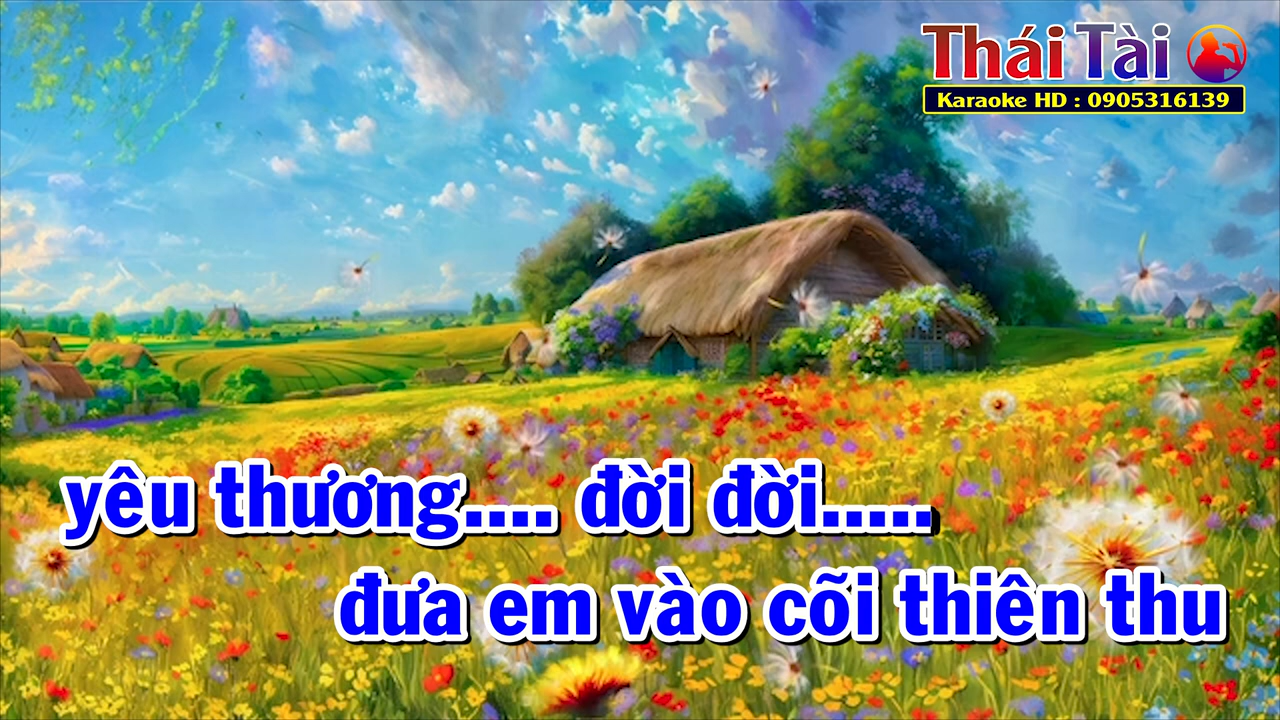 Thái Tài
Karaoke HD : 0905316139
yêu thương.... đời đời.....
đưa em vào cõi thiên thu